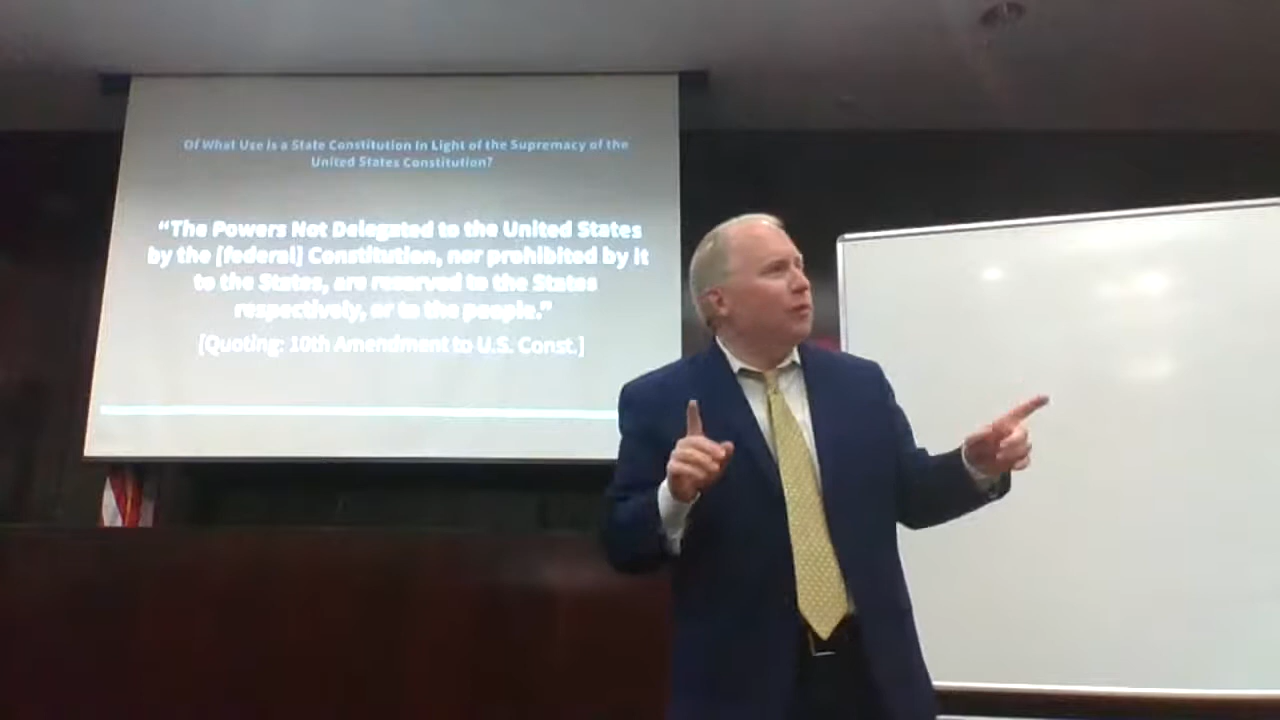 Of What Use is a State Constitution in Light of the Supremacy of the
United States Constitution?
“The Powers Not Delegated to the United States
by the [federal] Constitution, nor prohibited by it
to the States, are reserved to the States
respectively, or to the people.”
[Quoting: 10th Amendment to U.S. Const.]